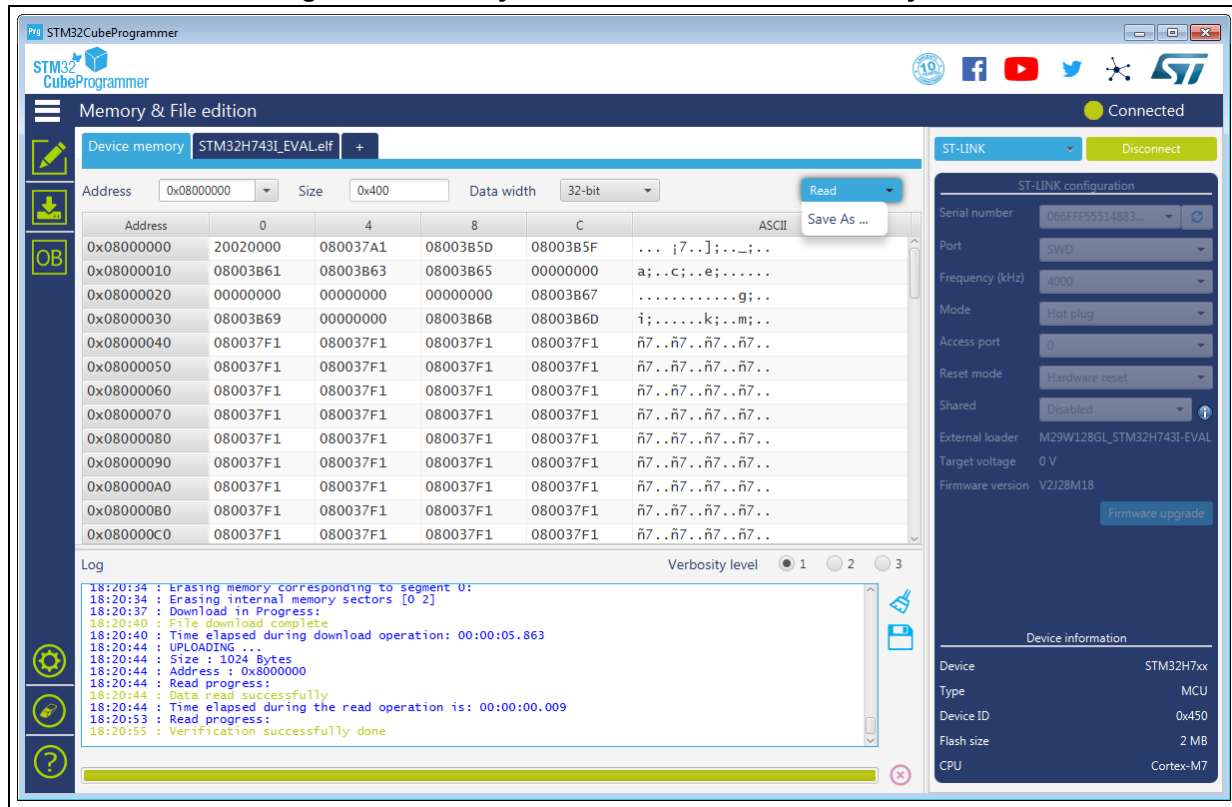 Prg STM32CubeProgrammer
STM32
CubeProgrammer
10
Memory & File edition
Connected
Device memory STM32H743I_EVAL.elf +
ST-LINK Disconnect
Address 0x08000000 Size 0x400 Data width 32-bit Read
Save As ...
ST-LINK configuration
Serial number 066FFF55514883...
Port SWD
Frequency (kHz) 4000
Mode Hot plug
Access port 0
Reset mode Hardware reset
Shared Disabled
External loader M29W128GL_STM32H743I-EVAL
Target voltage 0 V
Firmware version V2J28M18
Firmware upgrade
Address 0 4 8 C ASCII
0x08000000 20020000 080037A1 08003B5D 08003B5F ... ¡7..];.._;..
0x08000010 08003B61 08003B63 08003B65 00000000 a;..c;..e;......
0x08000020 00000000 00000000 00000000 08003B67 ............g;..
0x08000030 08003B69 00000000 08003B6B 08003B6D i;......k;..m;..
0x08000040 080037F1 080037F1 080037F1 080037F1 ñ7..ñ7..ñ7..ñ7..
0x08000050 080037F1 080037F1 080037F1 080037F1 ñ7..ñ7..ñ7..ñ7..
0x08000060 080037F1 080037F1 080037F1 080037F1 ñ7..ñ7..ñ7..ñ7..
0x08000070 080037F1 080037F1 080037F1 080037F1 ñ7..ñ7..ñ7..ñ7..
0x08000080 080037F1 080037F1 080037F1 080037F1 ñ7..ñ7..ñ7..ñ7..
0x08000090 080037F1 080037F1 080037F1 080037F1 ñ7..ñ7..ñ7..ñ7..
0x080000A0 080037F1 080037F1 080037F1 080037F1 ñ7..ñ7..ñ7..ñ7..
0x080000B0 080037F1 080037F1 080037F1 080037F1 ñ7..ñ7..ñ7..ñ7..
0x080000C0 080037F1 080037F1 080037F1 080037F1 ñ7..ñ7..ñ7..ñ7..
OB
Log Verbosity level 1 2 3
18:20:34 : Erasing memory corresponding to segment 0:
18:20:34 : Erasing internal memory sectors [0 2]
18:20:37 : Download in Progress:
18:20:40 : File download complete
18:20:40 : Time elapsed during download operation: 00:00:05.863
18:20:44 : UPLOADING ...
18:20:44 : Size : 1024 Bytes
18:20:44 : Address : 0x8000000
18:20:44 : Read progress:
18:20:44 : Data read successfully
18:20:44 : Time elapsed during the read operation is: 00:00:00.009
18:20:53 : Read progress:
18:20:55 : Verification successfully done
Device information
Device STM32H7xx
Type MCU
Device ID 0x450
Flash size 2 MB
CPU Cortex-M7